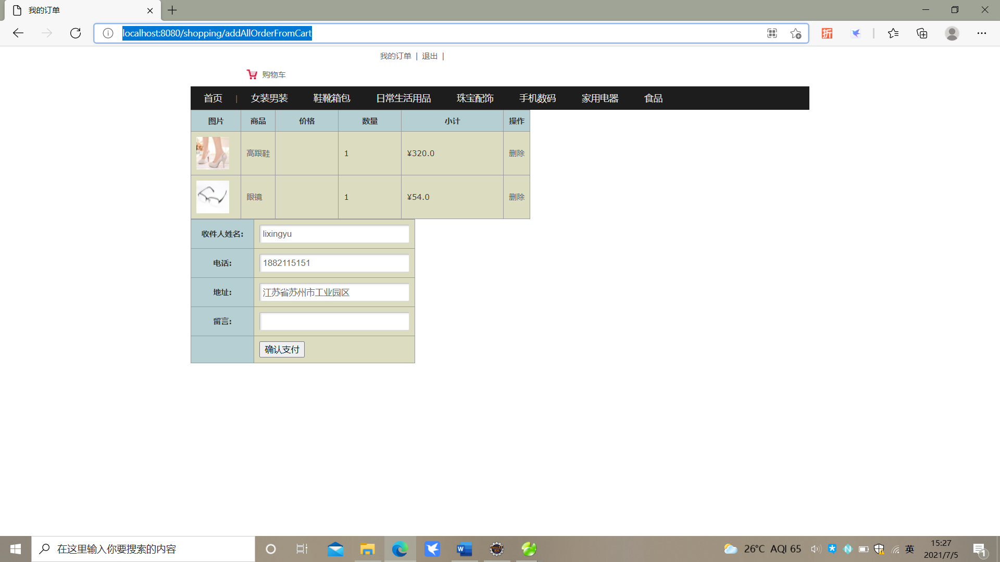 我的订单
localhost:8080/shopping/addAllOrderFromCart
折
我的订单 | 退出 |
购物车
首页 | 女装男装 鞋靴箱包 日常生活用品 珠宝配饰 手机数码 家用电器 食品
图片 商品 价格 数量 小计 操作
高跟鞋 1 ¥320.0 删除
眼镜 1 ¥54.0 删除
收件人姓名: lixingyu
电话: 1882115151
地址: 江苏省苏州市工业园区
留言:
确认支付
在这里输入你要搜索的内容
W
26°C AQI 65
N
英
15:27
2021/7/5
1